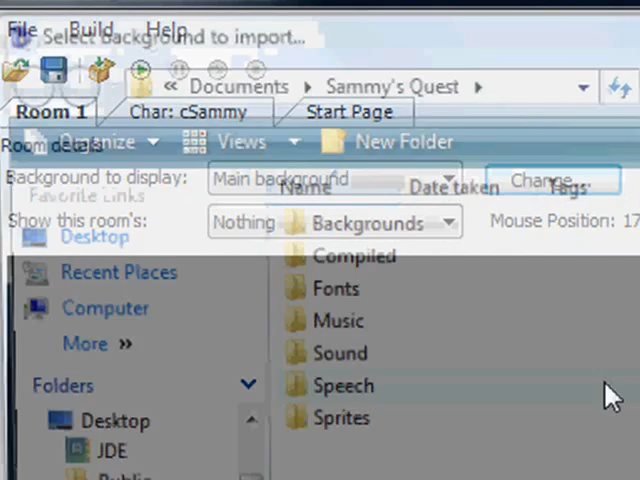 File Build Help
Select background to import...
« Documents Sammy's Quest
Room 1 Char: cSammy Start Page
Room details
Organize Views New Folder
Background to display: Main background Change...
Name Date taken Tags
Favorite Links
Show this room's: Nothing Mouse Position: 17
Backgrounds
Desktop
Compiled
Recent Places
Fonts
Computer
Music
More »
Sound
Folders
Speech
Desktop
Sprites
JDE
Public